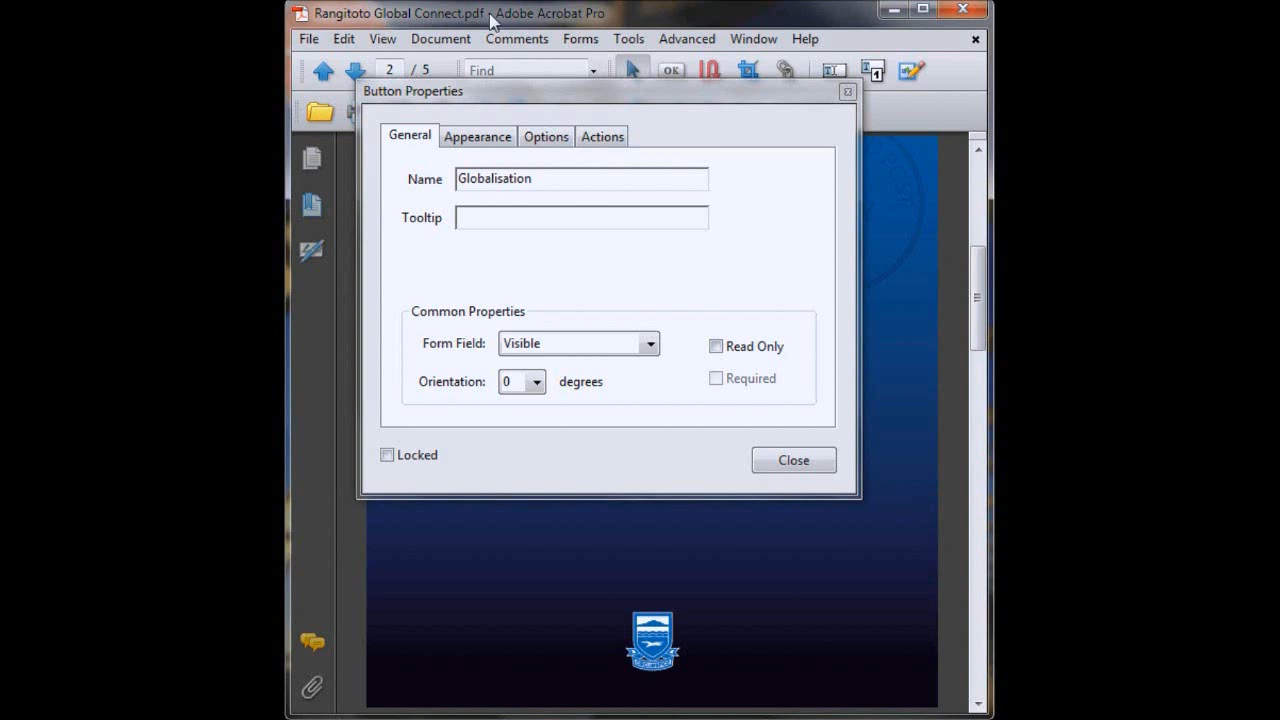 Rangitoto Global Connect.pdf - Adobe Acrobat Pro
File Edit View Document Comments Forms Tools Advanced Window Help
2 / 5 Find OK
Button Properties
General Appearance Options Actions
Name Globalisation
Tooltip
Common Properties
Form Field: Visible Read Only
Orientation: 0 degrees Required
Locked Close